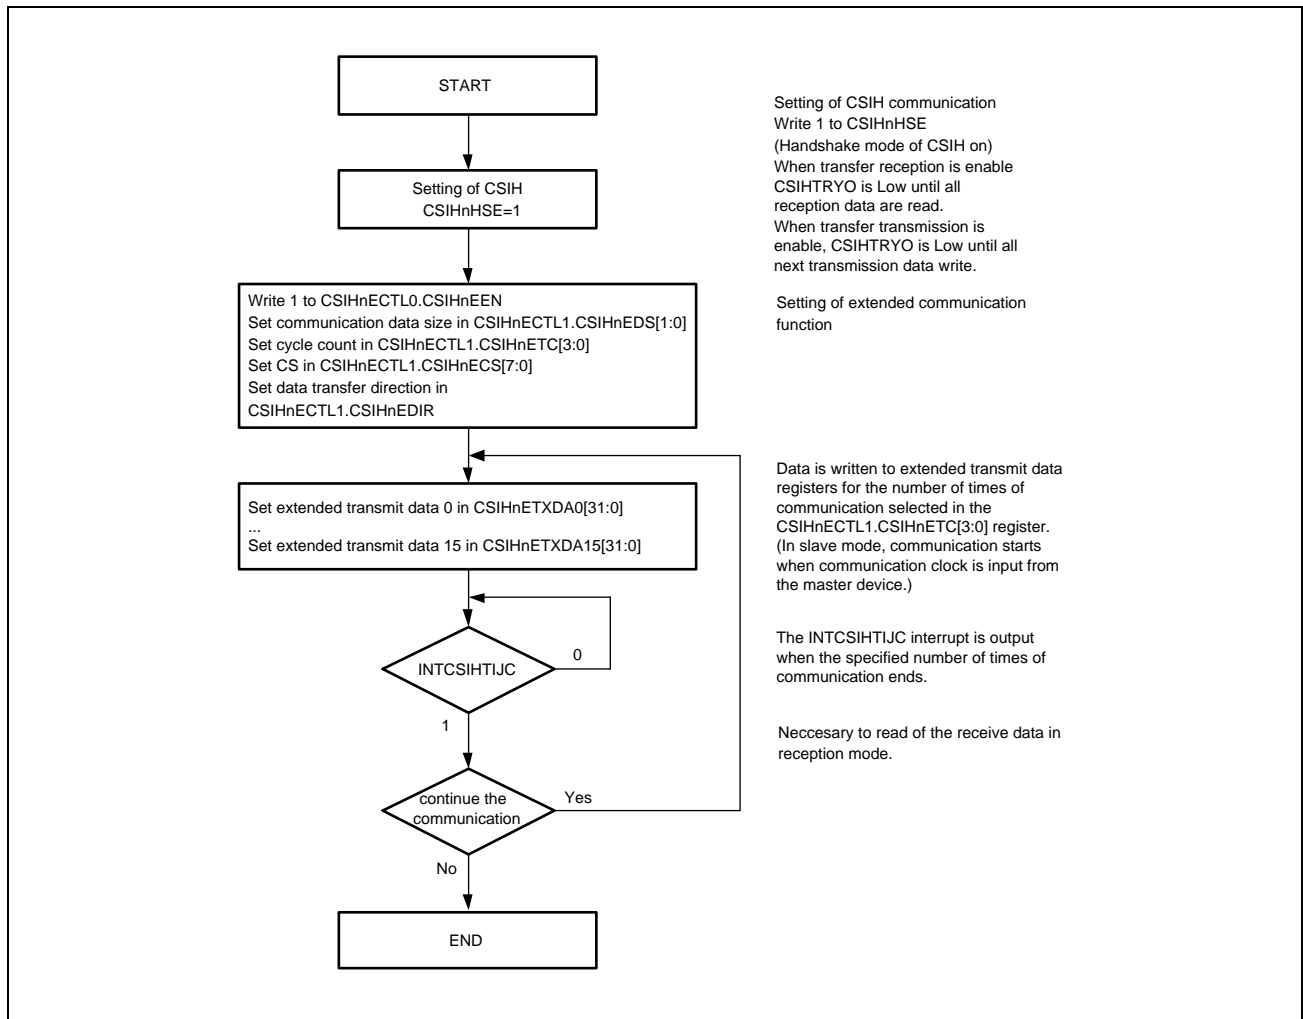 START
Setting of CSIH communication
Write 1 to CSIHnHSE
(Handshake mode of CSIH on)
When transfer reception is enable
CSIHTRYO is Low until all
reception data are read.
When transfer transmission is
enable, CSIHTRYO is Low until all
next transmission data write.
Setting of CSIH
CSIHnHSE=1
Write 1 to CSIHnECTL0.CSIHnEEN
Set communication data size in CSIHnECTL1.CSIHnEDS[1:0]
Set cycle count in CSIHnECTL1.CSIHnETC[3:0]
Set CS in CSIHnECTL1.CSIHnECS[7:0]
Set data transfer direction in
CSIHnECTL1.CSIHnEDIR
Setting of extended communication
function
Set extended transmit data 0 in CSIHnETXDA0[31:0]
...
Set extended transmit data 15 in CSIHnETXDA15[31:0]
Data is written to extended transmit data
registers for the number of times of
communication selected in the
CSIHnECTL1.CSIHnETC[3:0] register.
(In slave mode, communication starts
when communication clock is input from
the master device.)
INTCSIHTIJC
0
1
The INTCSIHTIJC interrupt is output
when the specified number of times of
communication ends.
Neccesary to read of the receive data in
reception mode.
continue the
communication
Yes
No
END